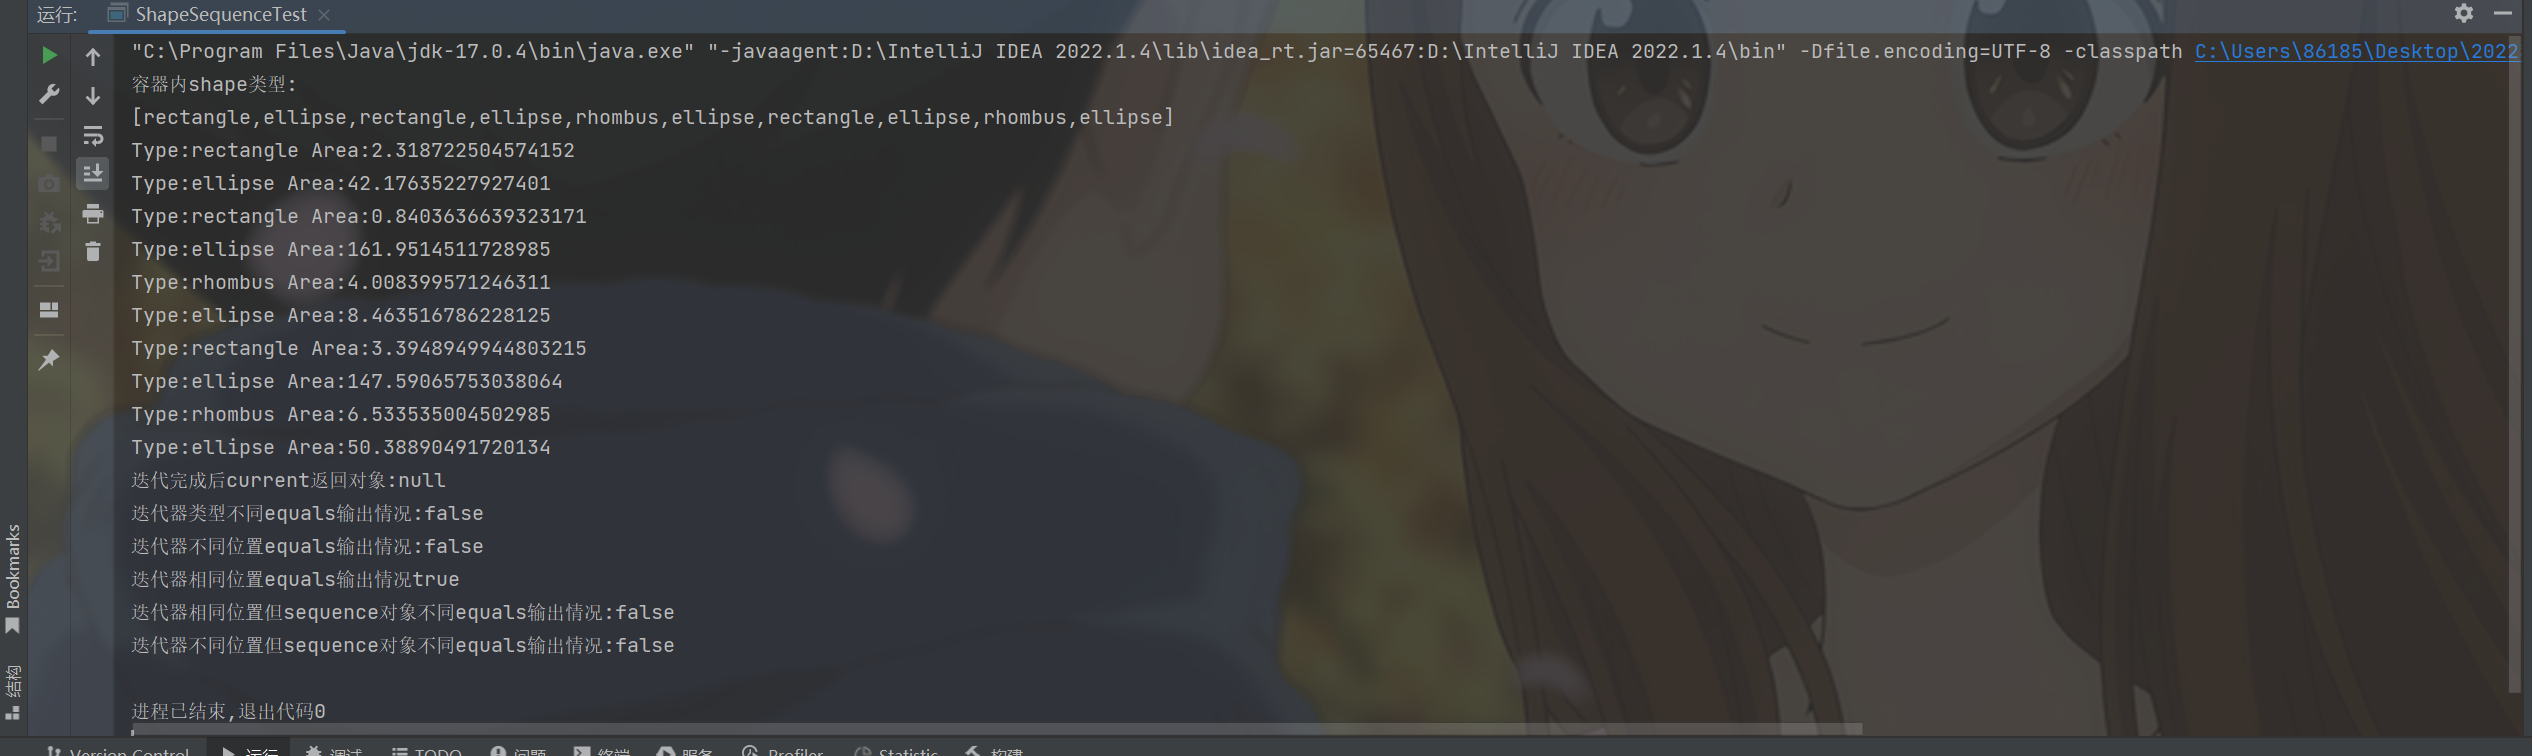 运行: ShapeSequenceTest
"C:\Program Files\Java\jdk-17.0.4\bin\java.exe" "-javaagent:D:\IntelliJ IDEA 2022.1.4\lib\idea_rt.jar=65467:D:\IntelliJ IDEA 2022.1.4\bin" -Dfile.encoding=UTF-8 -classpath C:\Users\86185\Desktop\2022
容器内shape类型:
[rectangle,ellipse,rectangle,ellipse,rhombus,ellipse,rectangle,ellipse,rhombus,ellipse]
Type:rectangle Area:2.318722504574152
Type:ellipse Area:42.17635227927401
Type:rectangle Area:0.8403636639323171
Type:ellipse Area:161.9514511728985
Type:rhombus Area:4.008399571246311
Type:ellipse Area:8.463516786228125
Type:rectangle Area:3.3948949944803215
Type:ellipse Area:147.59065753038064
Type:rhombus Area:6.533535004502985
Type:ellipse Area:50.38890491720134
迭代完成后current返回对象:null
迭代器类型不同equals输出情况:false
迭代器不同位置equals输出情况:false
迭代器相同位置equals输出情况true
迭代器相同位置但sequence对象不同equals输出情况:false
迭代器不同位置但sequence对象不同equals输出情况:false
进程已结束,退出代码0
Bookmarks
结构
Version Control 运行 调试 TODO 问题 终端 服务 Profiler Statistic 构建